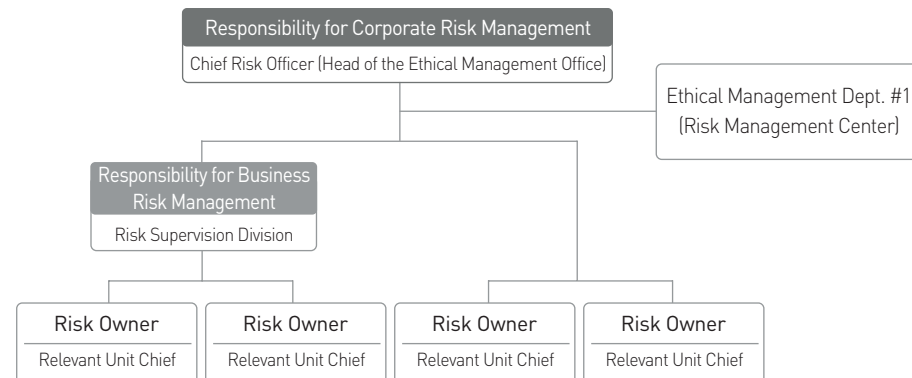 Responsibility for Corporate Risk Management
Chief Risk Officer (Head of the Ethical Management Office)
Ethical Management Dept. #1
(Risk Management Center)
Responsibility for Business
Risk Management
Risk Supervision Division
Risk Owner
Relevant Unit Chief
Risk Owner
Relevant Unit Chief
Risk Owner
Relevant Unit Chief
Risk Owner
Relevant Unit Chief